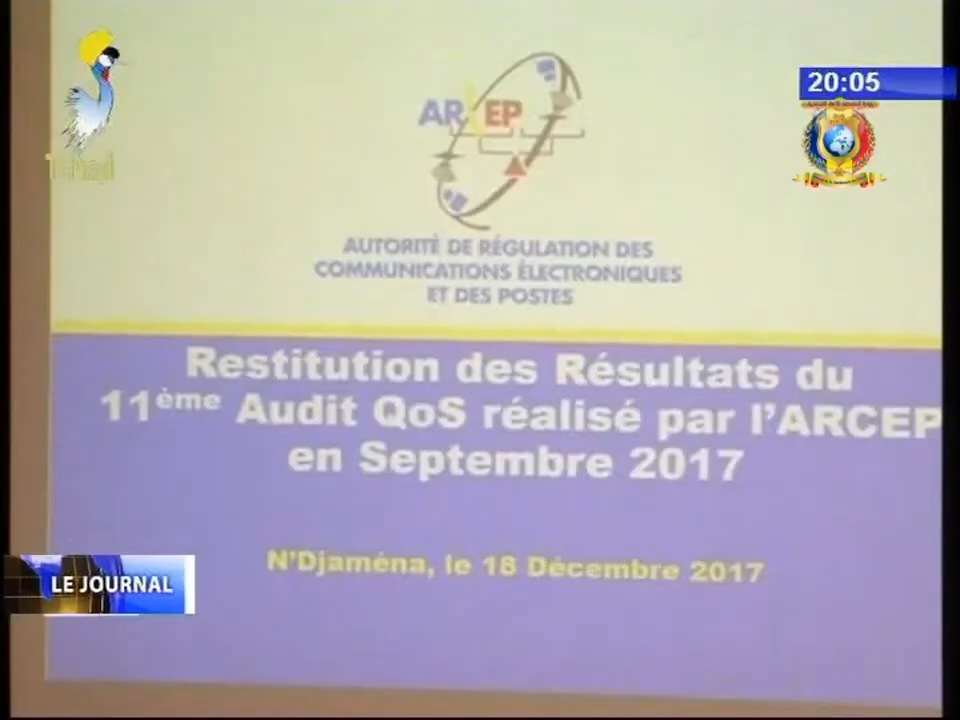 20:05
ARCEP
AUTORITÉ DE RÉGULATION DES
COMMUNICATIONS ÉLECTRONIQUES
ET DES POSTES
Restitution des Résultats du
11ème Audit QoS réalisé par l'ARCEP
en Septembre 2017
N'Djaména, le 18 Décembre 2017
LE JOURNAL